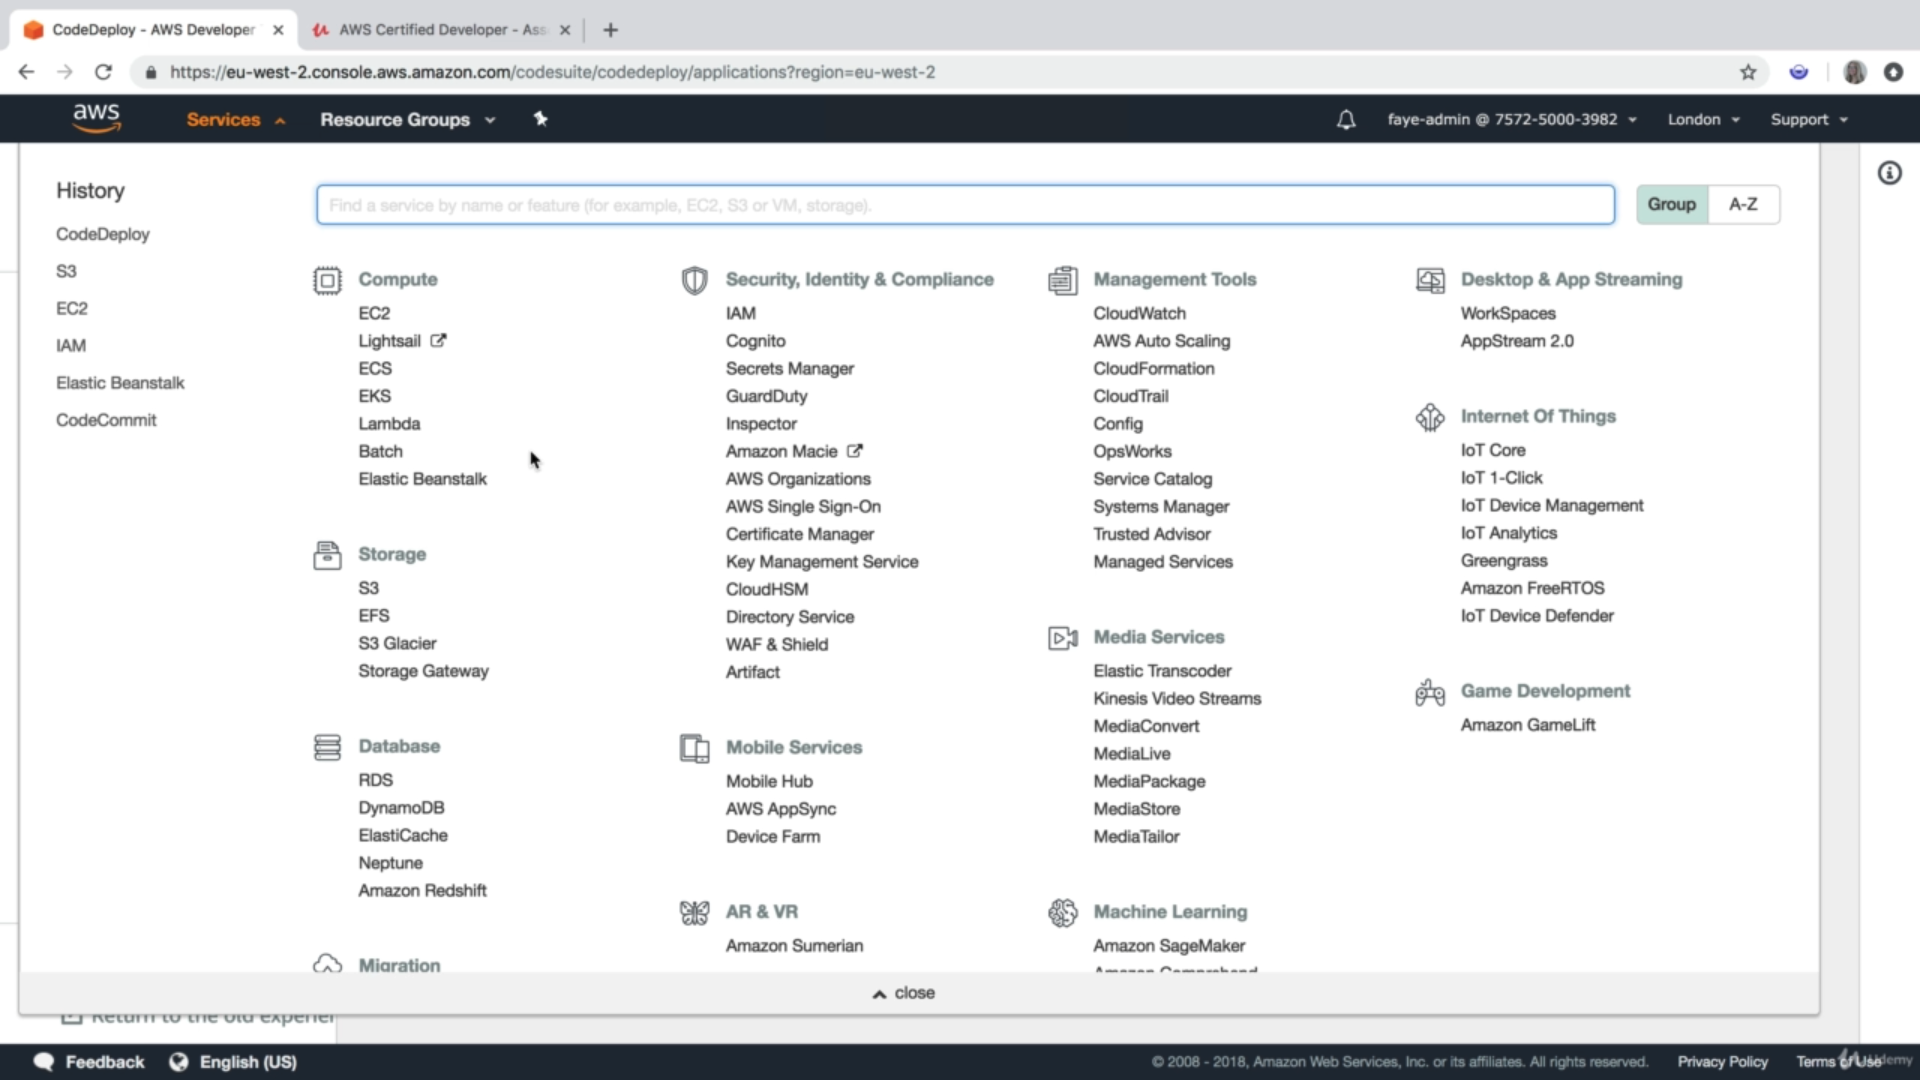 CodeDeploy - AWS Developer
AWS Certified Developer - Ass
https://eu-west-2.console.aws.amazon.com/codesuite/codedeploy/applications?region=eu-west-2
aws
Services
Resource Groups
faye-admin @ 7572-5000-3982
London
Support
History
CodeDeploy
S3
EC2
IAM
Elastic Beanstalk
CodeCommit
Find a service by name or feature (for example, EC2, S3 or VM, storage).
Group
A-Z
Compute
EC2
Lightsail
ECS
EKS
Lambda
Batch
Elastic Beanstalk
Storage
S3
EFS
S3 Glacier
Storage Gateway
Database
RDS
DynamoDB
ElastiCache
Neptune
Amazon Redshift
Migration
Security, Identity & Compliance
IAM
Cognito
Secrets Manager
GuardDuty
Inspector
Amazon Macie
AWS Organizations
AWS Single Sign-On
Certificate Manager
Key Management Service
CloudHSM
Directory Service
WAF & Shield
Artifact
Mobile Services
Mobile Hub
AWS AppSync
Device Farm
AR & VR
Amazon Sumerian
Management Tools
CloudWatch
AWS Auto Scaling
CloudFormation
CloudTrail
Config
OpsWorks
Service Catalog
Systems Manager
Trusted Advisor
Managed Services
Media Services
Elastic Transcoder
Kinesis Video Streams
MediaConvert
MediaLive
MediaPackage
MediaStore
MediaTailor
Machine Learning
Amazon SageMaker
Amazon Comprehend
Desktop & App Streaming
WorkSpaces
AppStream 2.0
Internet Of Things
IoT Core
IoT 1-Click
IoT Device Management
IoT Analytics
Greengrass
Amazon FreeRTOS
IoT Device Defender
Game Development
Amazon GameLift
close
Return to the old experien
Feedback
English (US)
© 2008 - 2018, Amazon Web Services, Inc. or its affiliates. All rights reserved.
Privacy Policy
Terms of Use